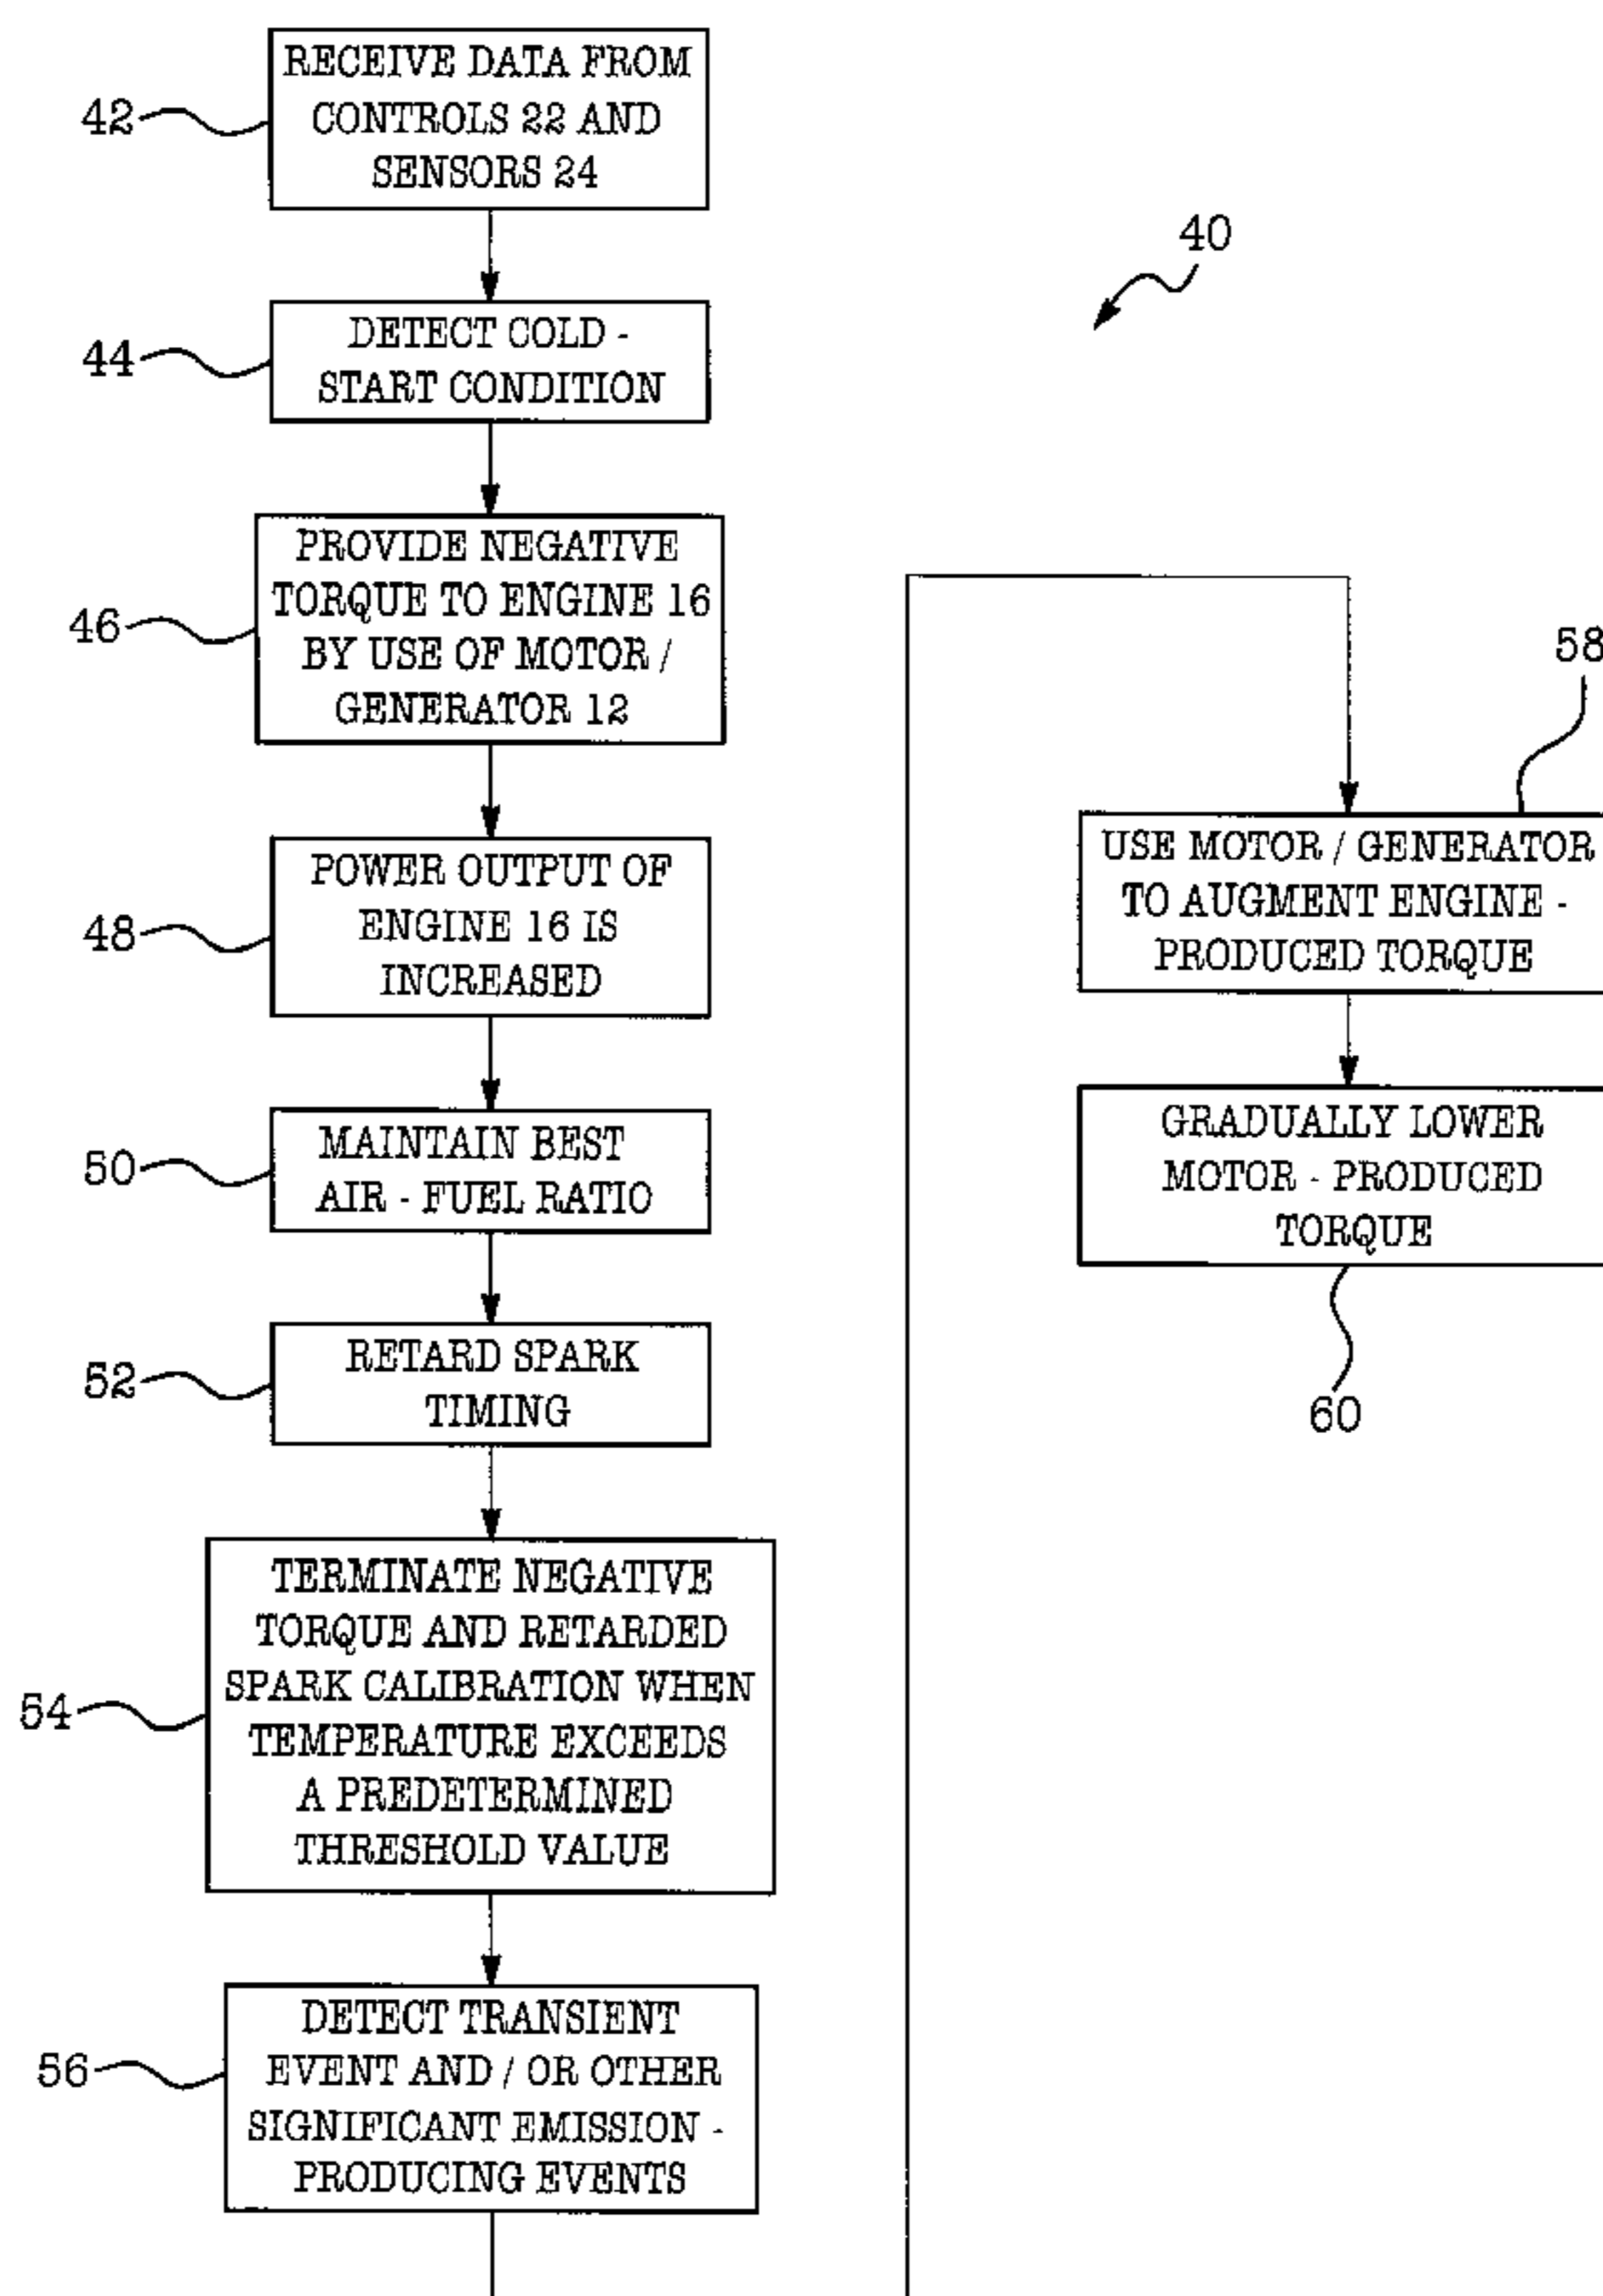 42
RECEIVE DATA FROM
CONTROLS 22 AND
SENSORS 24
44
DETECT COLD -
START CONDITION
46
PROVIDE NEGATIVE
TORQUE TO ENGINE 16
BY USE OF MOTOR /
GENERATOR 12
48
POWER OUTPUT OF
ENGINE 16 IS
INCREASED
50
MAINTAIN BEST
AIR - FUEL RATIO
52
RETARD SPARK
TIMING
54
TERMINATE NEGATIVE
TORQUE AND RETARDED
SPARK CALIBRATION WHEN
TEMPERATURE EXCEEDS
A PREDETERMINED
THRESHOLD VALUE
56
DETECT TRANSIENT
EVENT AND / OR OTHER
SIGNIFICANT EMISSION -
PRODUCING EVENTS
40
58
USE MOTOR / GENERATOR
TO AUGMENT ENGINE -
PRODUCED TORQUE
GRADUALLY LOWER
MOTOR - PRODUCED
TORQUE
60